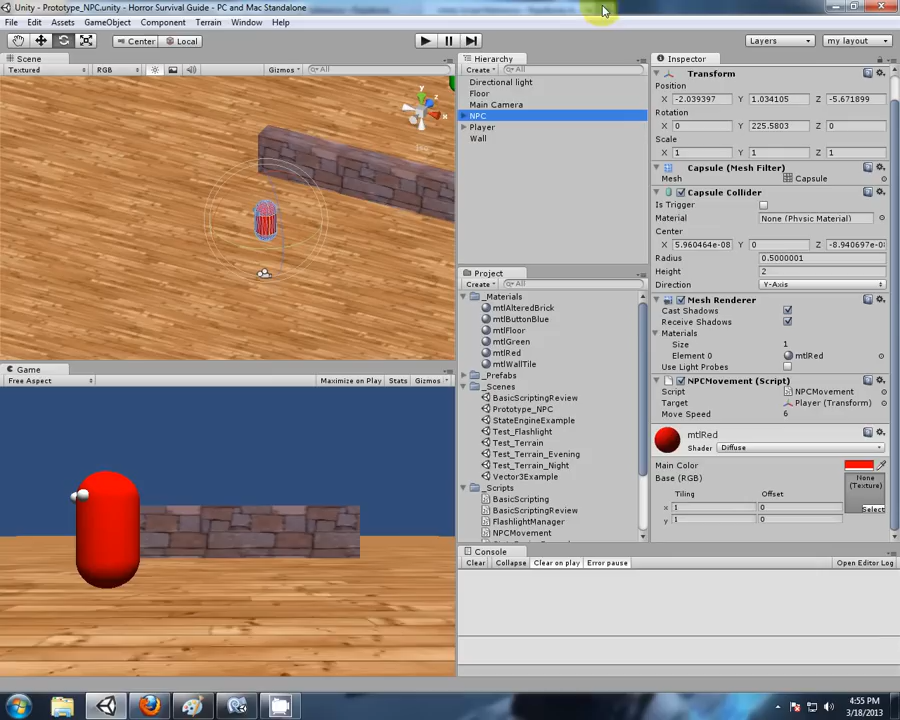 Unity - Prototype_NPC.unity - Horror Survival Guide - PC and Mac Standalone
File Edit Assets GameObject Component Terrain Window Help
Center Local Layers my layout
Scene
Textured RGB Gizmos All
Hierarchy
Create All
Directional light
Floor
Main Camera
NPC
Player
Wall
Project
Create All
_Materials
mtlAlteredBrick
mtlButtonBlue
mtlFloor
mtlGreen
mtlRed
mtlWallTile
_Prefabs
_Scenes
BasicScriptingReview
Prototype_NPC
StateEngineExample
Test_Flashlight
Test_Terrain
Test_Terrain_Evening
Test_Terrain_Night
Vector3Example
_Scripts
BasicScripting
BasicScriptingReview
FlashlightManager
NPCMovement
Console
Clear Collapse Clear on play Error pause Open Editor Log
Inspector
Transform
Position
X -2.039397 Y 1.034105 Z -5.671899
Rotation
X 0 Y 225.5803 Z 0
Scale
X 1 Y 1 Z 1
Capsule (Mesh Filter)
Mesh Capsule
Capsule Collider
Is Trigger
Material None (Physic Material)
Center
X 5.960464e-08 Y 0 Z -8.940697e-08
Radius 0.5000001
Height 2
Direction Y-Axis
Mesh Renderer
Cast Shadows
Receive Shadows
Materials
Size 1
Element 0 mtlRed
Use Light Probes
NPCMovement (Script)
Script NPCMovement
Target Player (Transform)
Move Speed 6
mtlRed
Shader Diffuse
Main Color
Base (RGB) None (Texture)
Tiling Offset
x 1 0
y 1 0
Select
Game
Free Aspect Maximize on Play Stats Gizmos
4:55 PM
3/18/2013